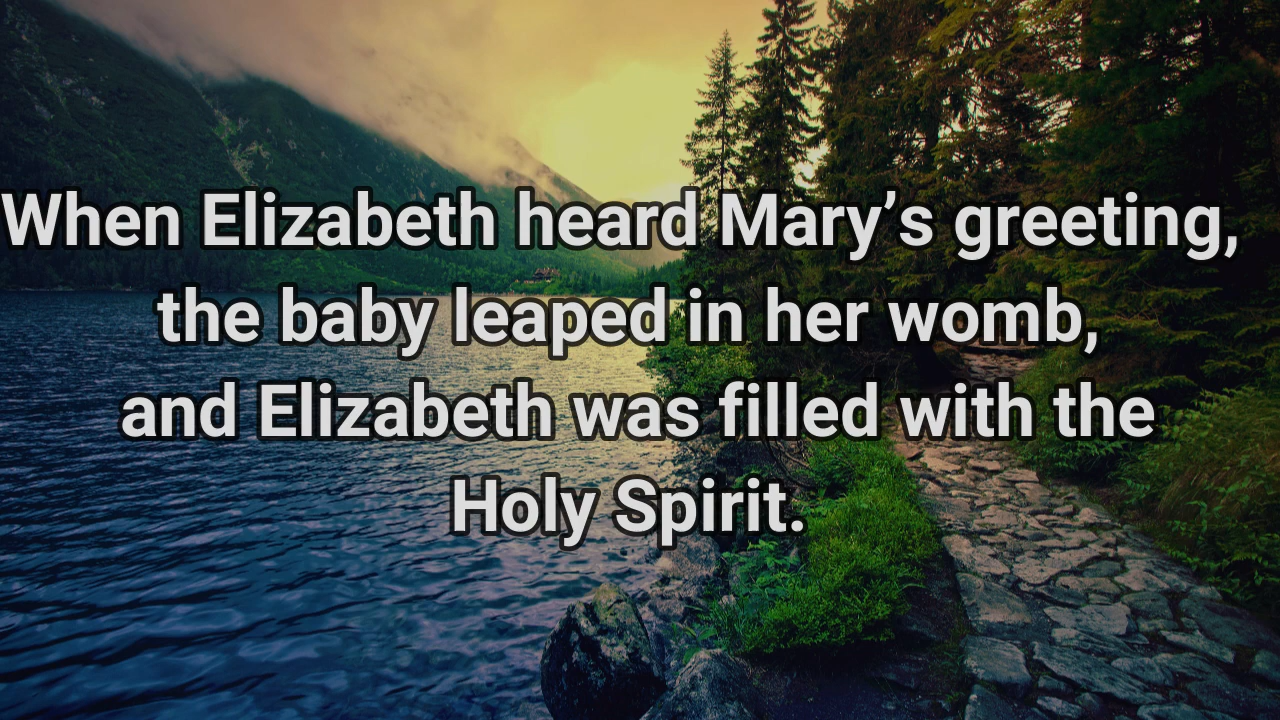 When Elizabeth heard Mary’s greeting,
the baby leaped in her womb,
and Elizabeth was filled with the
Holy Spirit.